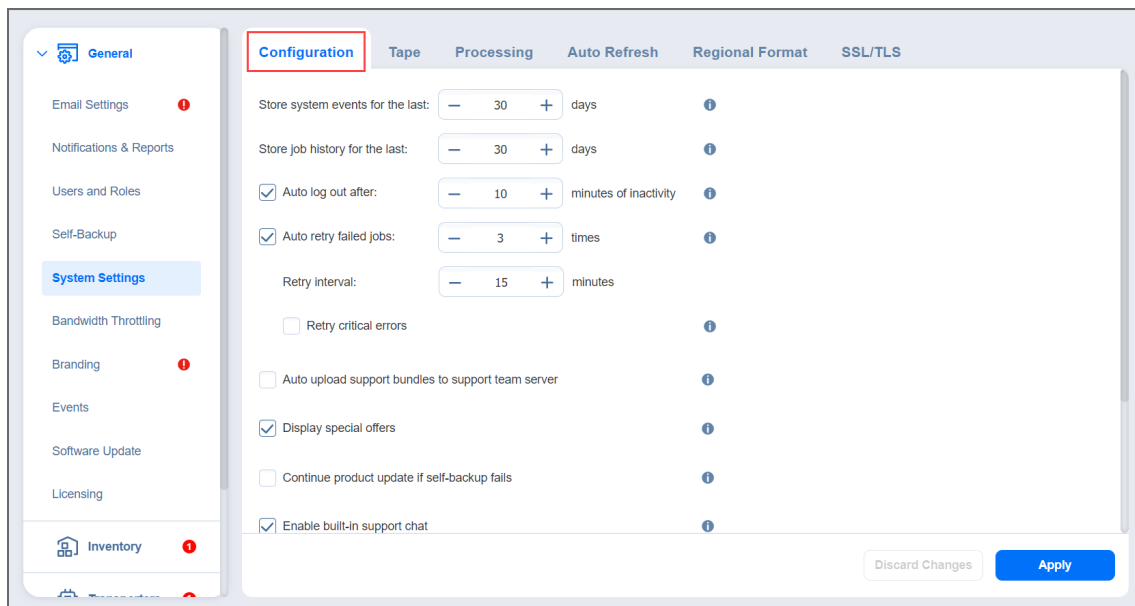 General
Email Settings
Notifications & Reports
Users and Roles
Self-Backup
System Settings
Bandwidth Throttling
Branding
Events
Software Update
Licensing
Inventory 1
Configuration Tape Processing Auto Refresh Regional Format SSL/TLS
Store system events for the last: − 30 + days
Store job history for the last: − 30 + days
Auto log out after: − 10 + minutes of inactivity
Auto retry failed jobs: − 3 + times
Retry interval: − 15 + minutes
Retry critical errors
Auto upload support bundles to support team server
Display special offers
Continue product update if self-backup fails
Enable built-in support chat
Discard Changes Apply